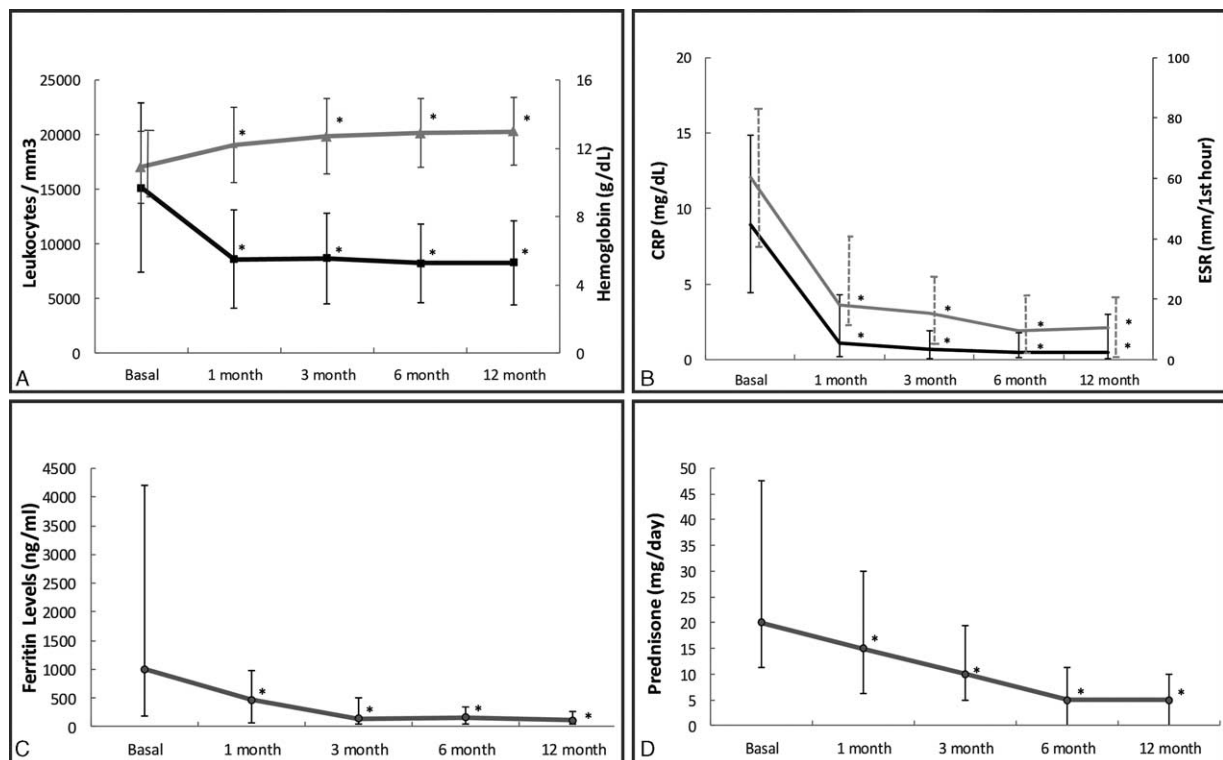 Leukocytes / mm3
25000
20000
15000
10000
5000
0
16
12
8
4
0
Hemoglobin (g/dL)
* * * *
* * * *
Basal 1 month 3 month 6 month 12 month
A
CRP (mg/dL)
20
15
10
5
0
100
80
60
40
20
0
ESR (mm/1st hour)
* * * *
* * * *
Basal 1 month 3 month 6 month 12 month
B
Ferritin Levels (ng/ml)
4500
4000
3500
3000
2500
2000
1500
1000
500
0
* * * *
Basal 1 month 3 month 6 month 12 month
C
Prednisone (mg/day)
50
45
40
35
30
25
20
15
10
5
0
* * * *
Basal 1 month 3 month 6 month 12 month
D